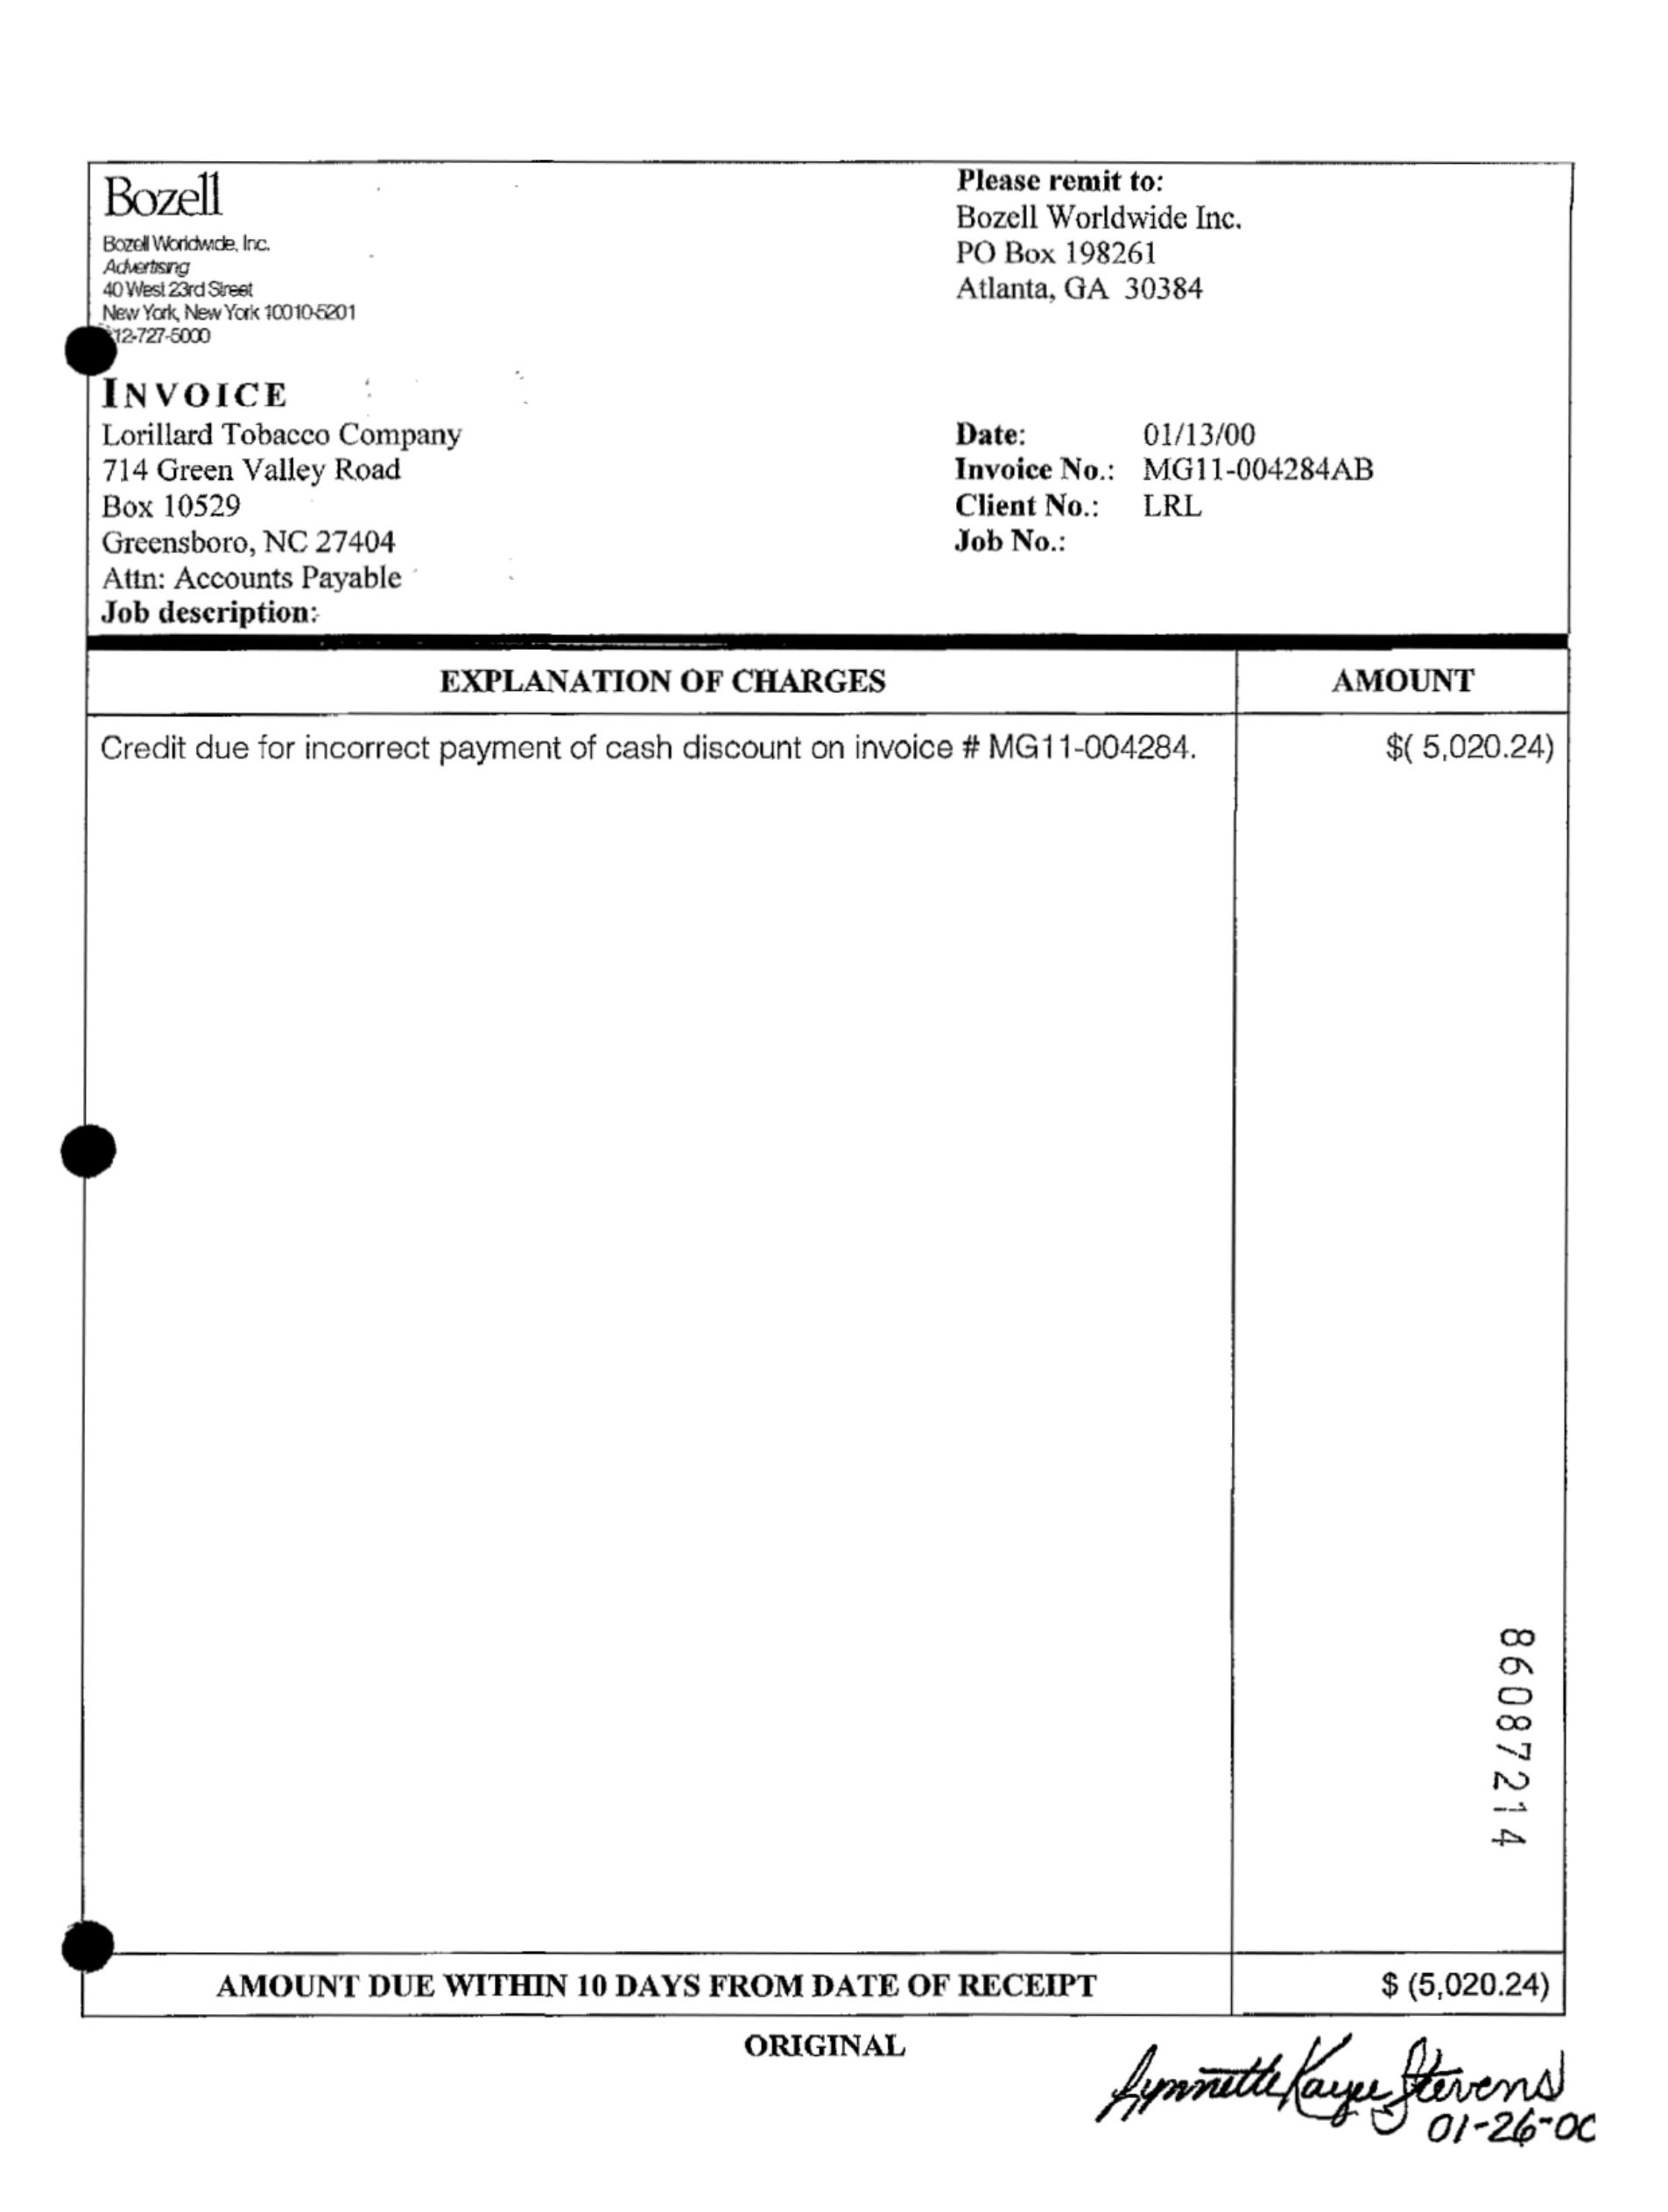 Bozell
Bozell Worldwide, Inc.
Advertising
40 West 23rd Street
New York, New York 10010-5201
12-727-5000
Please remit to:
Bozell Worldwide Inc.
PO Box 198261
Atlanta, GA 30384
INVOICE
Lorillard Tobacco Company
714 Green Valley Road
Box 10529
Greensboro, NC 27404
Attn: Accounts Payable
Job description:
Date: 01/13/00
Invoice No.: MG11-004284AB
Client No.: LRL
Job No.:
EXPLANATION OF CHARGES AMOUNT
Credit due for incorrect payment of cash discount on invoice # MG11-004284. $( 5,020.24)
86087214
AMOUNT DUE WITHIN 10 DAYS FROM DATE OF RECEIPT $ (5,020.24)
ORIGINAL
Lynnette Kaye Stevens
01-26-00